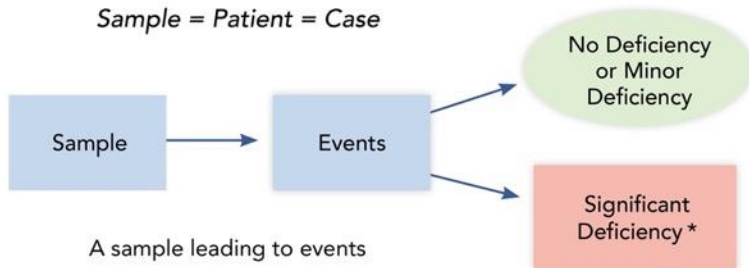 Sample = Patient = Case
No Deficiency
or Minor
Deficiency
Sample
Events
Significant
Deficiency *
A sample leading to events